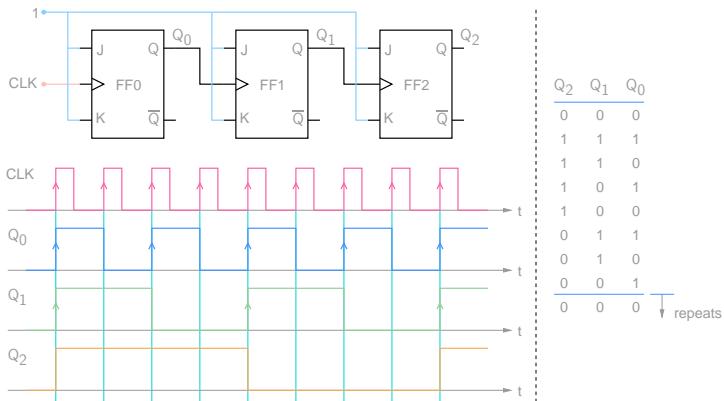 1
Q0 Q1 Q2
J Q J Q J Q
CLK FF0 FF1 FF2
K Q̅ K Q̅ K Q̅
CLK
t
Q0
t
Q1
t
Q2
t
Q2 Q1 Q0
0 0 0
1 1 1
1 1 0
1 0 1
1 0 0
0 1 1
0 1 0
0 0 1
0 0 0
repeats